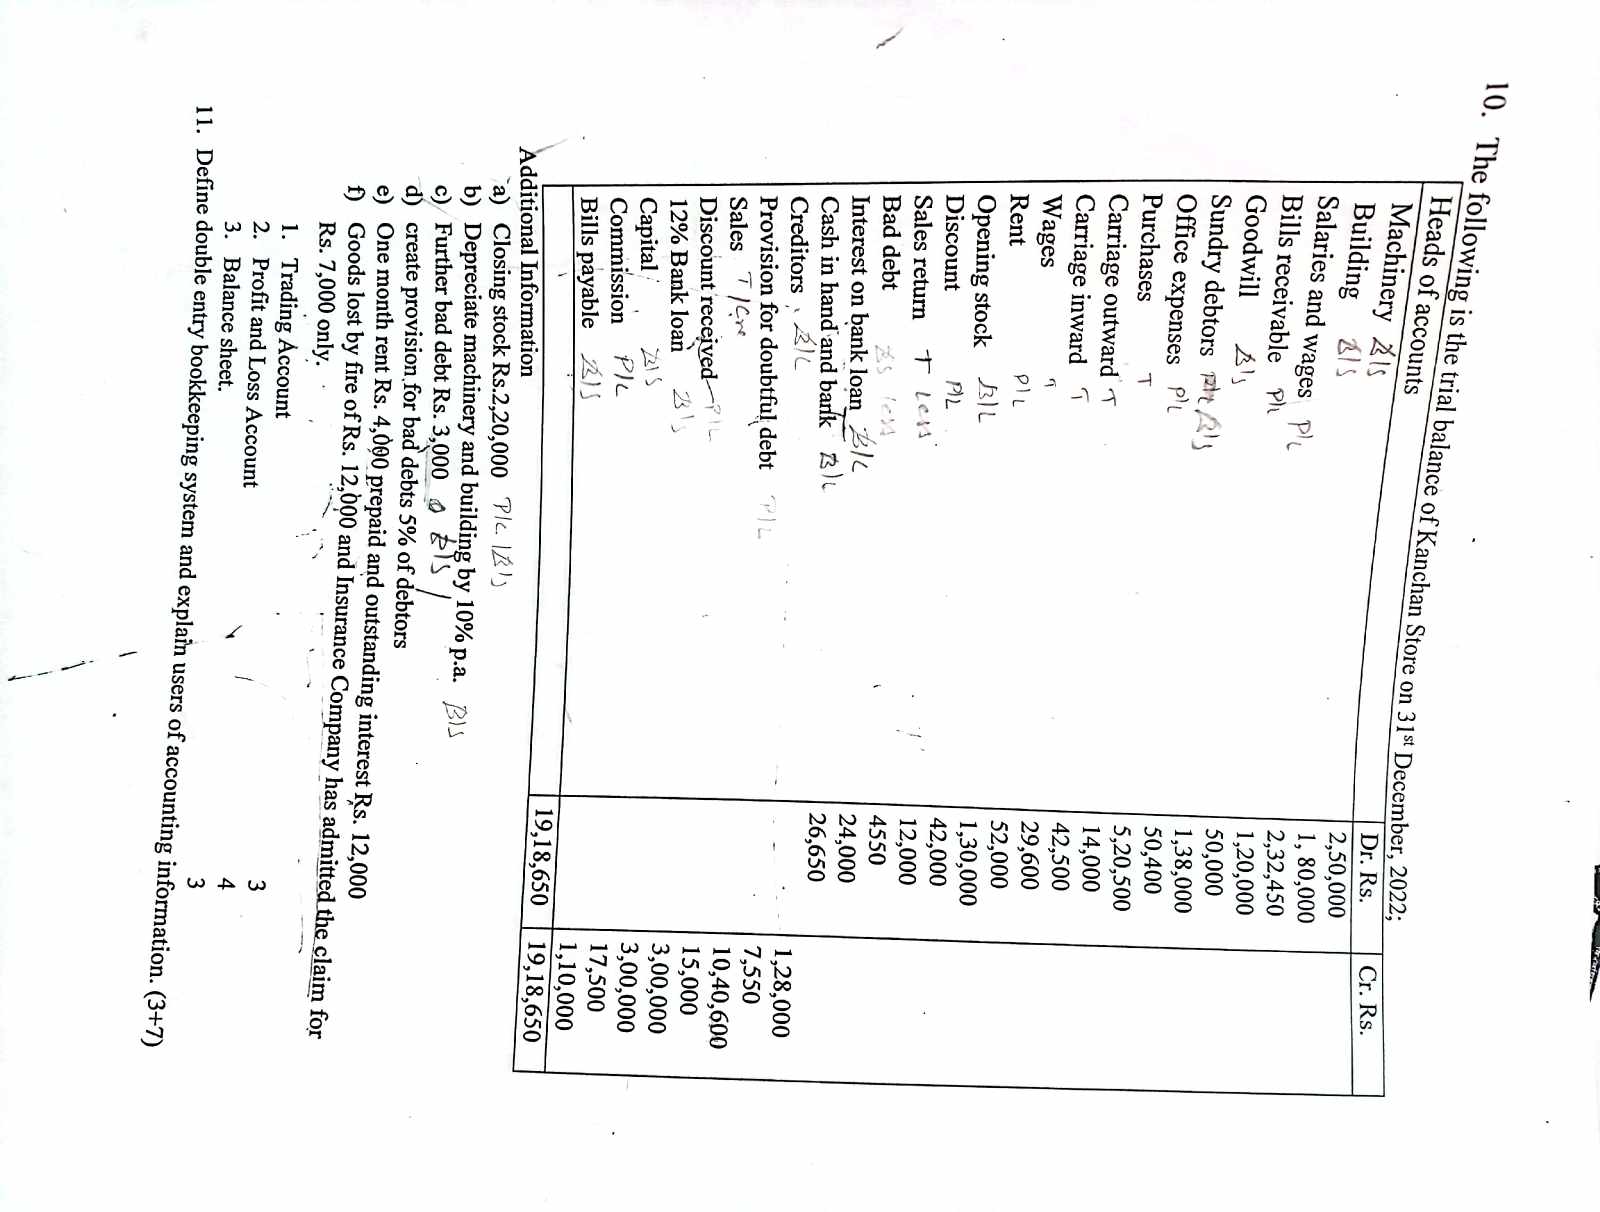 10. The following is the trial balance of Kanchan Store on 31st December, 2022;
Heads of accounts Dr. Rs. Cr. Rs.
Machinery B/S 2,50,000
Building B/S 1, 80,000
Salaries and wages P/L 2,32,450
Bills receivable P/L 1,20,000
Goodwill B/S 50,000
Sundry debtors B/S 1,38,000
Office expenses P/L 50,400
Purchases T 5,20,500
Carriage outward T 14,000
Carriage inward T 42,500
Wages T 29,600
Rent P/L 52,000
Opening stock B/L 1,30,000
Discount P/L 42,000
Sales return T Less 12,000
Bad debt BS less 4550
Interest on bank loan B/L 24,000
Cash in hand and bank B/L 26,650
Creditors B/L 1,28,000
Provision for doubtful debt P/L 7,550
Sales T /Cre 10,40,600
Discount received P/L 15,000
12% Bank loan B/S 3,00,000
Capital B/S 3,00,000
Commission P/L 17,500
Bills payable B/S 1,10,000
19,18,650 19,18,650
Additional Information
a) Closing stock Rs.2,20,000 P/L /B/S
b) Depreciate machinery and building by 10% p.a. B/S
c) Further bad debt Rs. 3,000 B/S /
d) create provision for bad debts 5% of debtors
e) One month rent Rs. 4,000 prepaid and outstanding interest Rs. 12,000
f) Goods lost by fire of Rs. 12,000 and Insurance Company has admitted the claim for
Rs. 7,000 only.
1. Trading Account 3
2. Profit and Loss Account 4
3. Balance sheet. 3
11. Define double entry bookkeeping system and explain users of accounting information. (3+7)